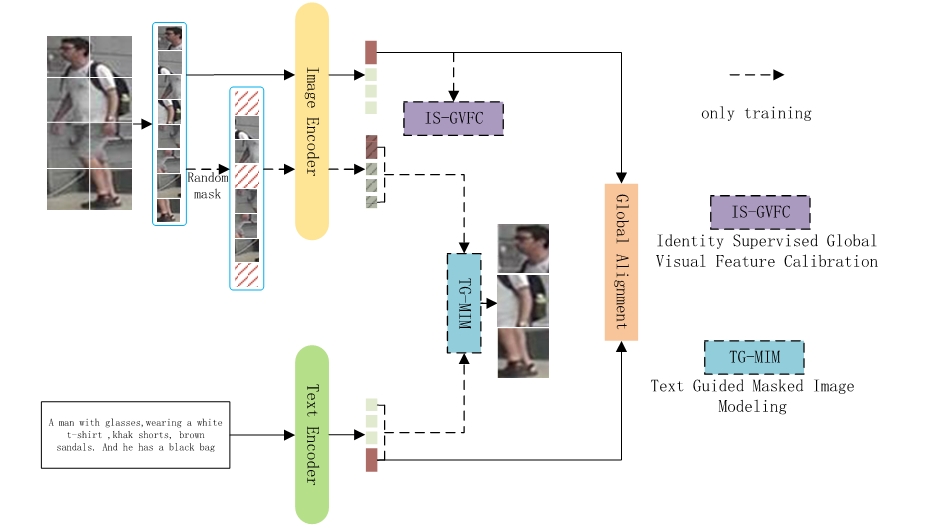 Image Encoder
IS-GVFC
only training
Random
mask
Global Alignment
IS-GVFC
Identity Supervised Global
Visual Feature Calibration
TG-MIM
TG-MIM
Text Guided Masked Image
Modeling
Text Encoder
A man with glasses,wearing a white
t-shirt ,khak shorts, brown
sandals. And he has a black bag